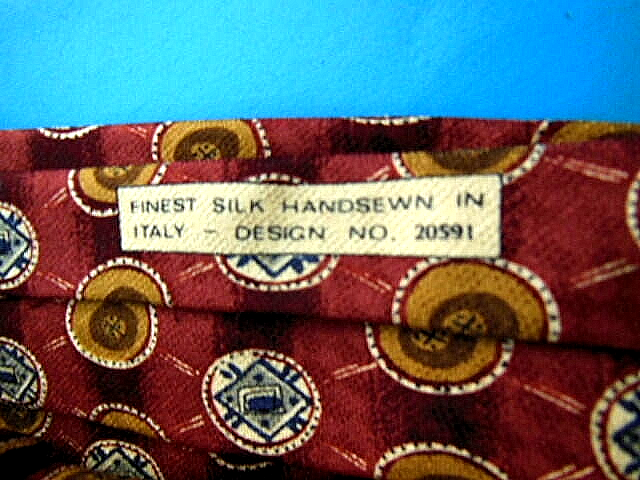 FINEST SILK HANDSEWN IN
ITALY - DESIGN NO. 20591